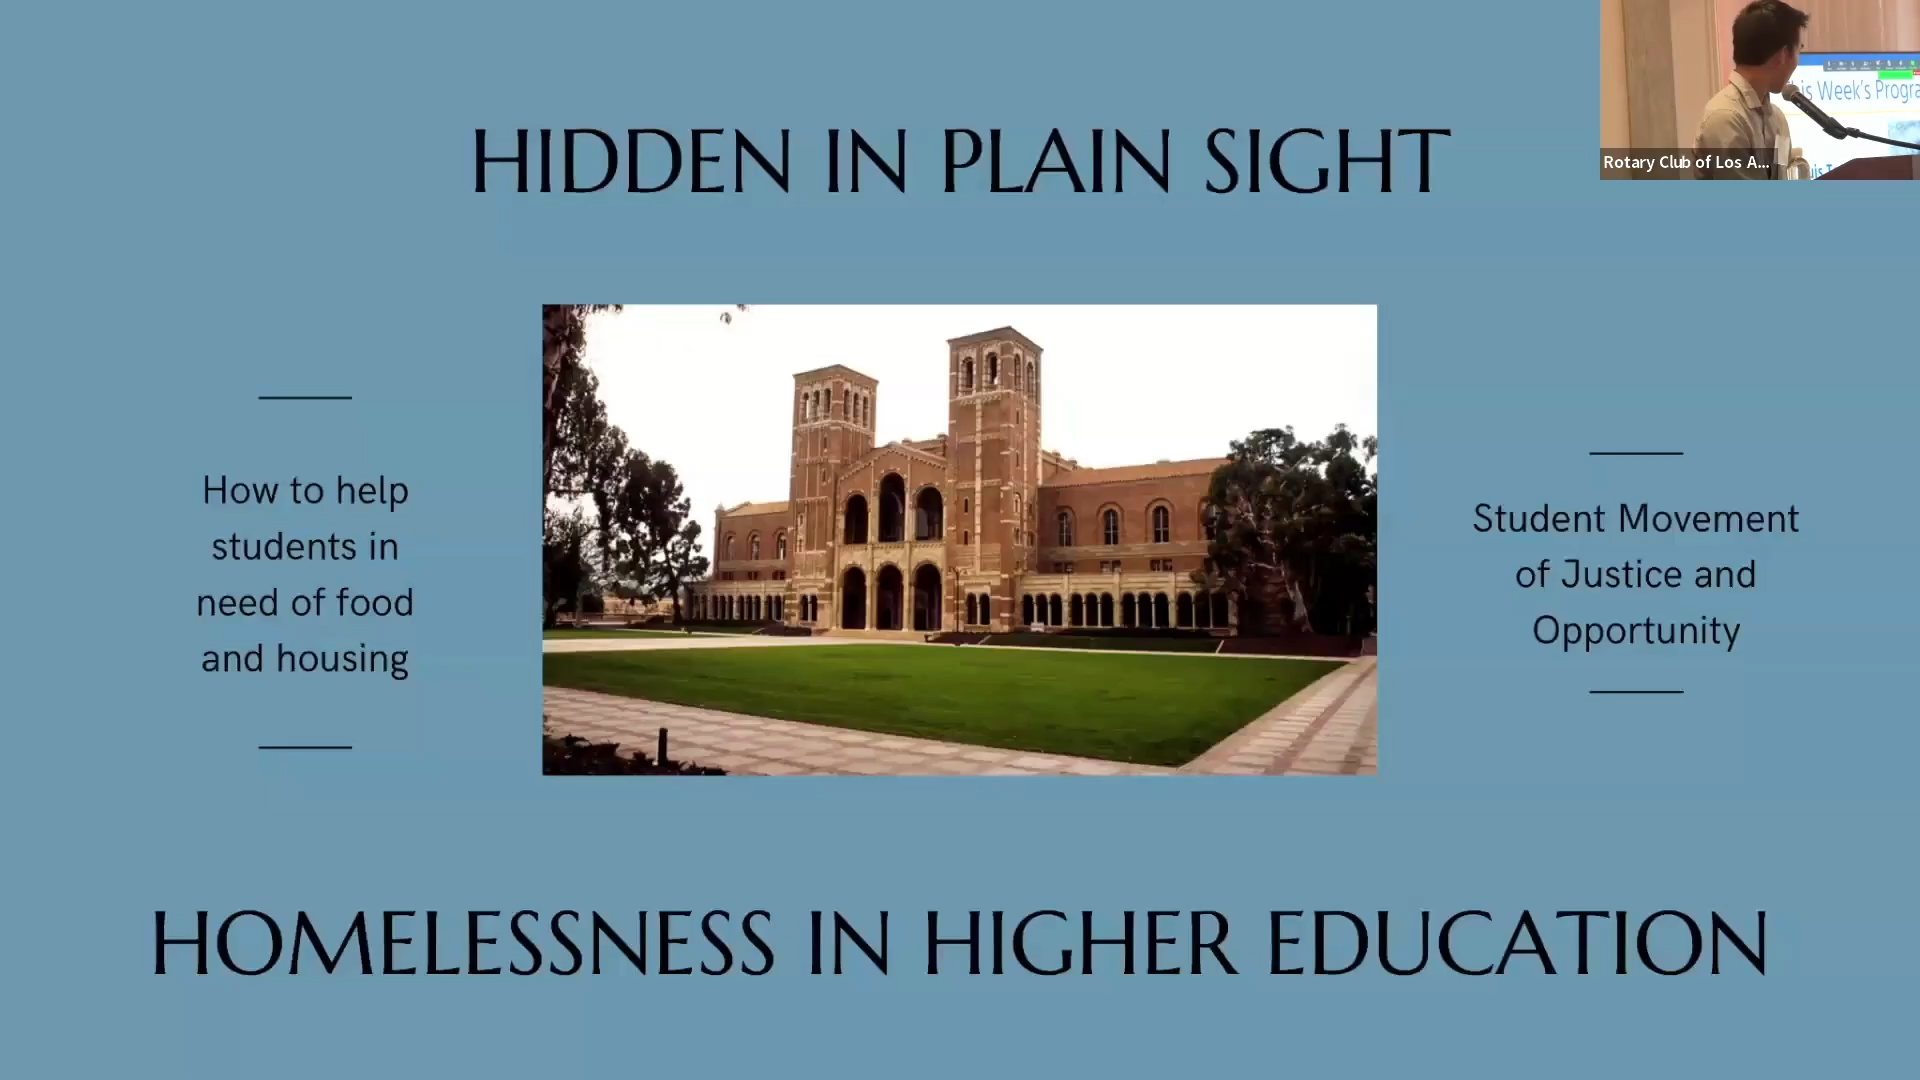 HIDDEN IN PLAIN SIGHT
How to help
students in
need of food
and housing
Student Movement
of Justice and
Opportunity
HOMELESSNESS IN HIGHER EDUCATION
Week's
Rotary Club of Los A...